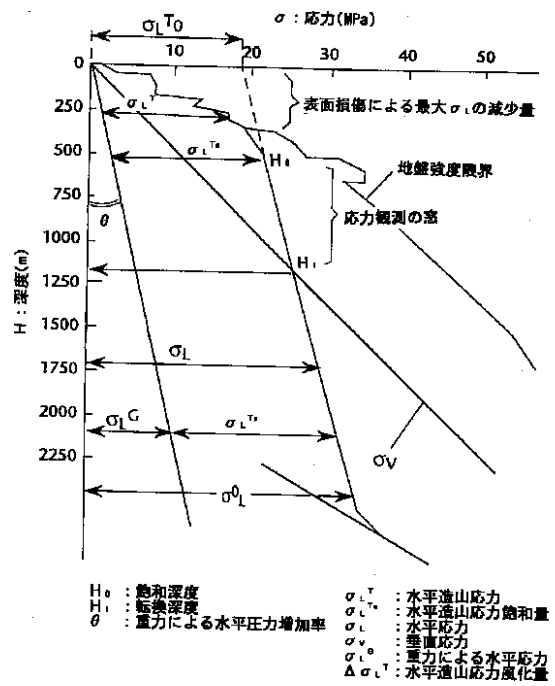 σ : 応力(MPa)
σLT0
0 10 20 30 40 50
0
250
500
750
1000
1250
1500
1750
2000
2250
H : 深度(m)
σLT
表面損傷による最大σLの減少量
σLTs
H0
地盤強度限界
応力観測の窓
θ
H1
σL
σLG
σLTs
σV
σ0L
H0 : 飽和深度
H1 : 転換深度
θ : 重力による水平圧力増加率
σLT : 水平造山応力
σLTs : 水平造山応力飽和量
σL : 水平応力
σV : 垂直応力
σLG : 重力による水平応力
ΔσLT : 水平造山応力風化量